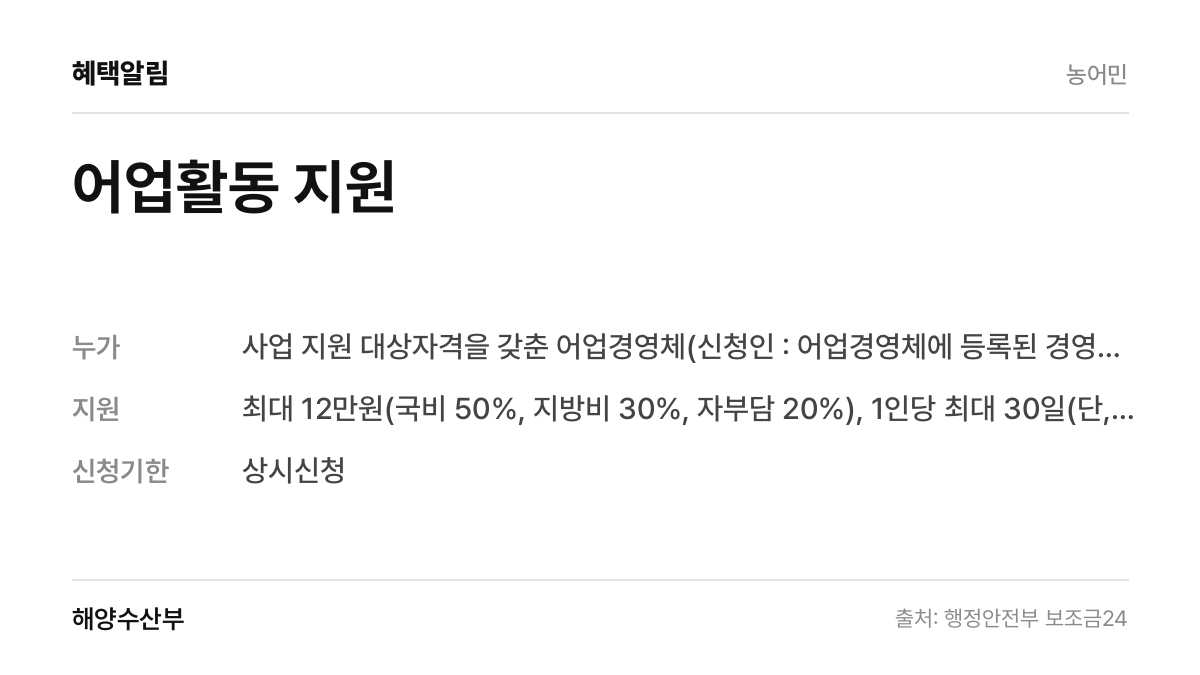 혜택알림
농어민
어업활동 지원
누가 사업 지원 대상자격을 갖춘 어업경영체(신청인 : 어업경영체에 등록된 경영...
지원 최대 12만원(국비 50%, 지방비 30%, 자부담 20%), 1인당 최대 30일(단,...
신청기한 상시신청
해양수산부
출처: 행정안전부 보조금24